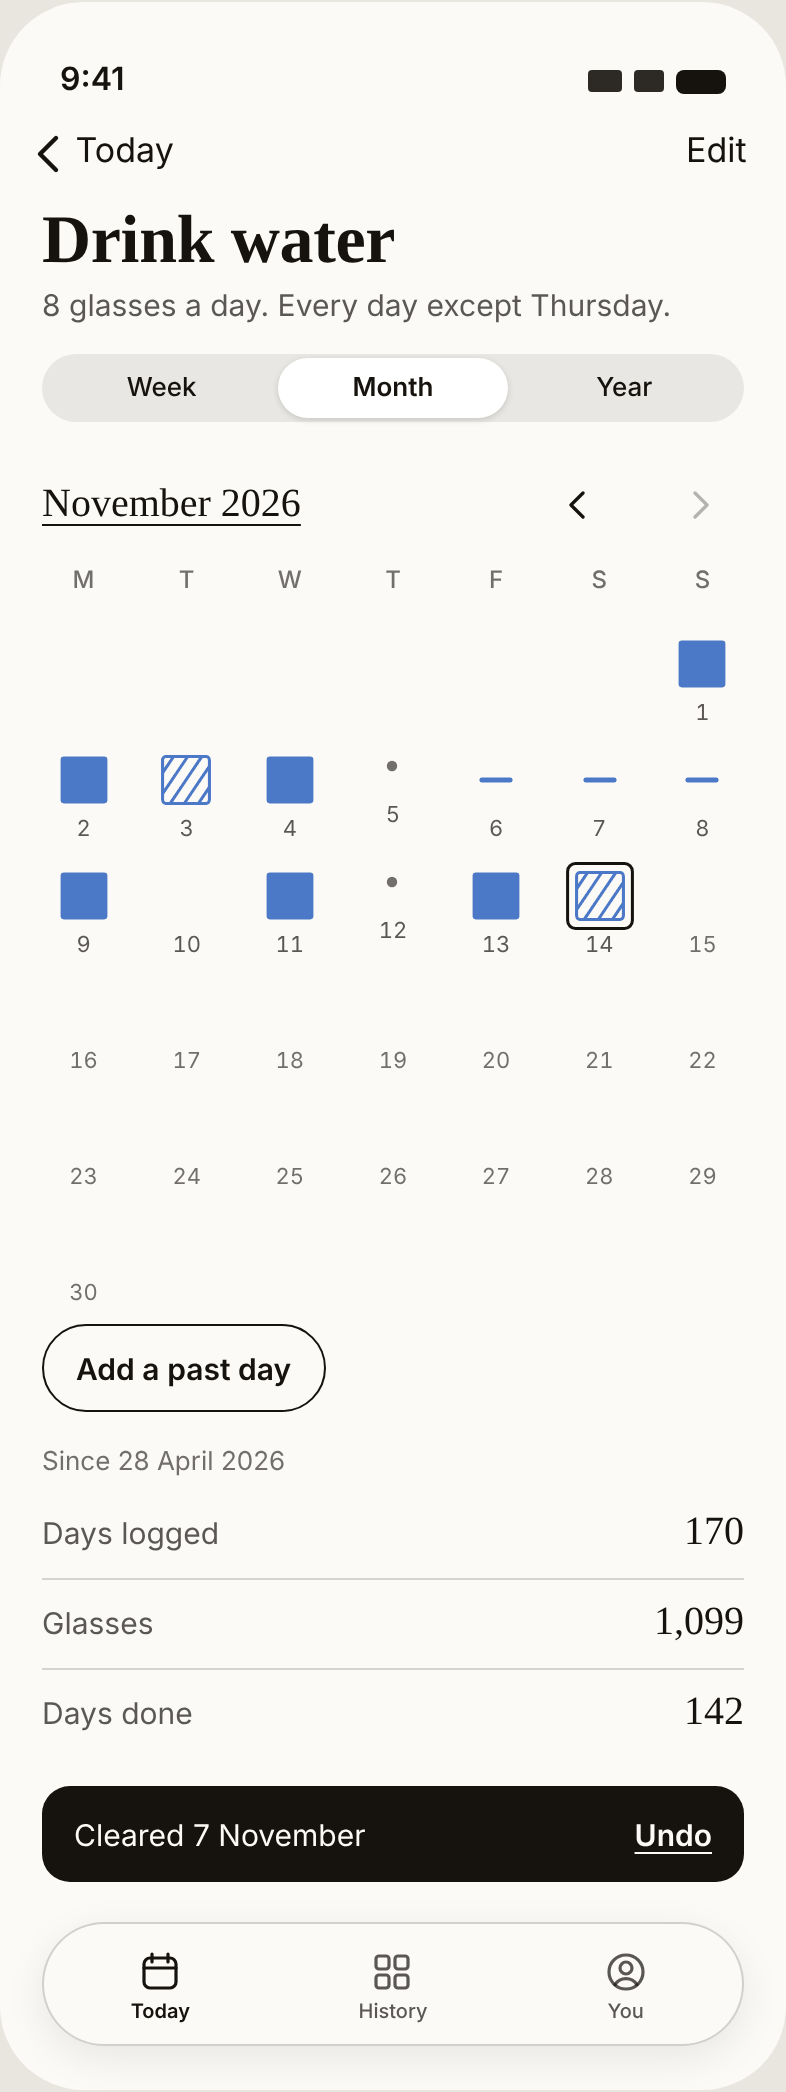 9:41
Today Edit
Drink water
8 glasses a day. Every day except Thursday.
Week Month Year
November 2026
M T W T F S S
1
2 3 4 5 6 7 8
9 10 11 12 13 14 15
16 17 18 19 20 21 22
23 24 25 26 27 28 29
30
Add a past day
Since 28 April 2026
Days logged 170
Glasses 1,099
Days done 142
Cleared 7 November Undo
Today History You